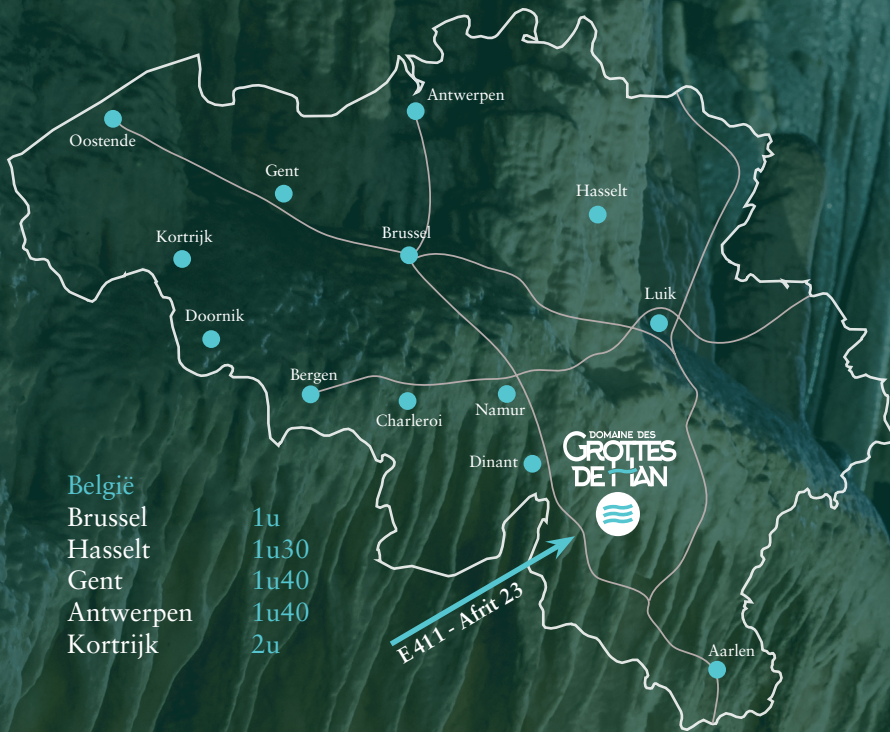 Antwerpen
Oostende
Gent
Hasselt
Brussel
Kortrijk
Luik
Doornik
Bergen
Charleroi
Namur
Dinant
DOMAINE DES
GROTTES
DE HAN
België
Brussel 1u
Hasselt 1u30
Gent 1u40
Antwerpen 1u40
Kortrijk 2u
E411 - Afrit 23
Aarlen